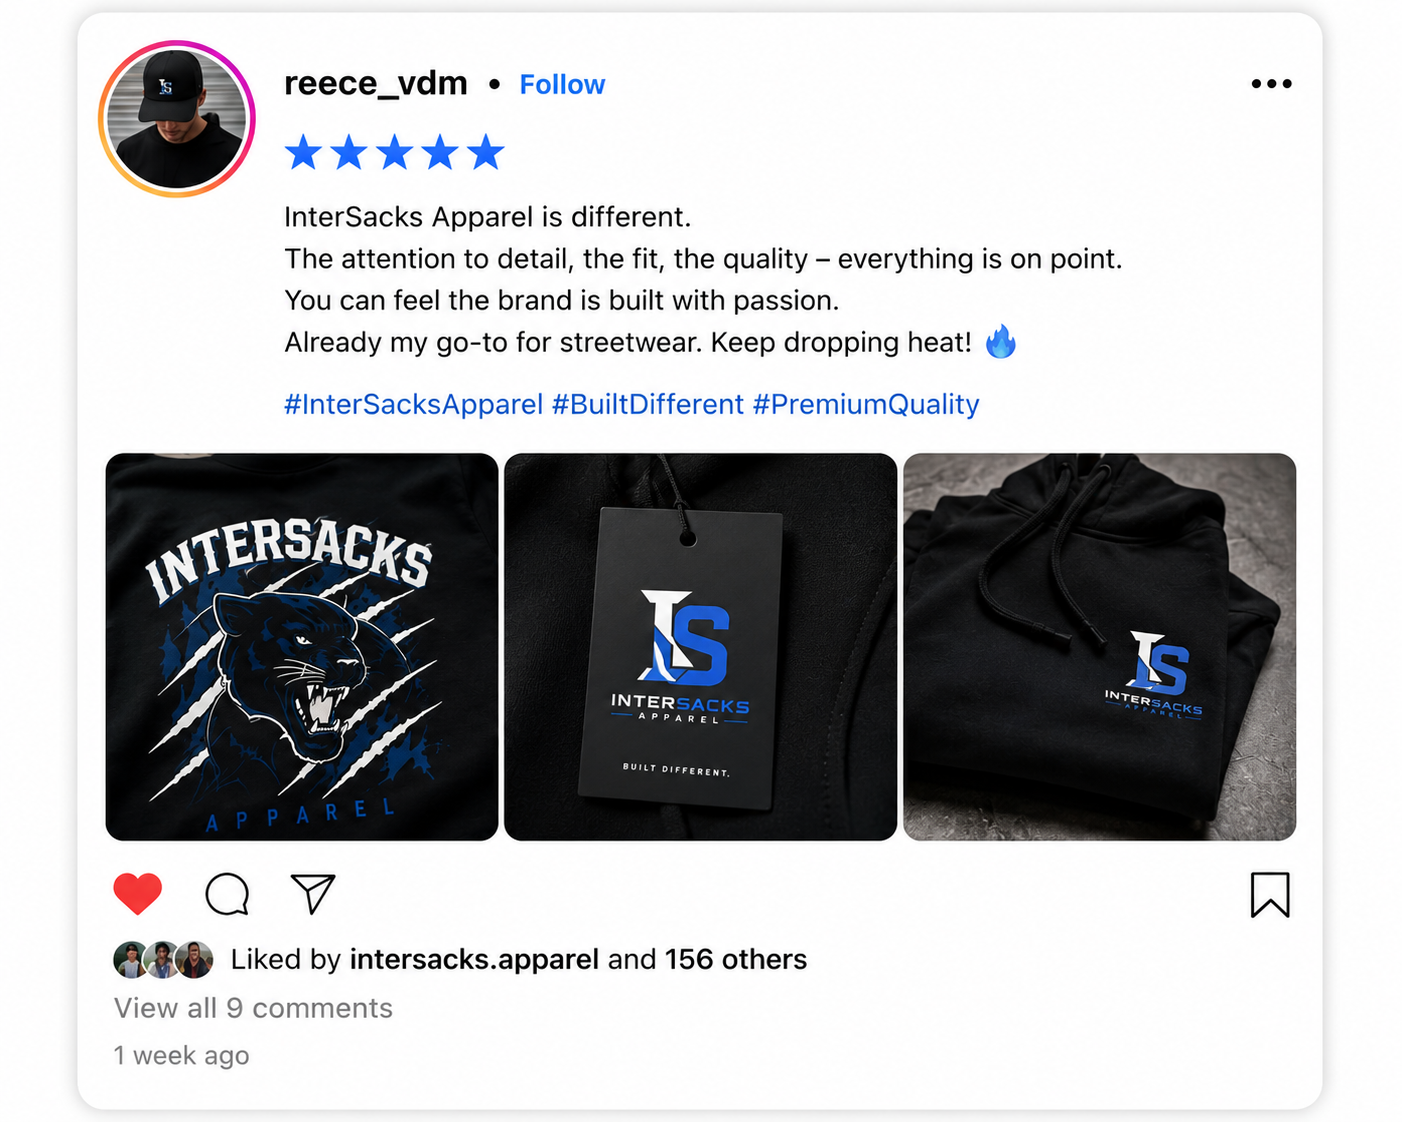 reece_vdm • Follow
InterSacks Apparel is different.
The attention to detail, the fit, the quality – everything is on point.
You can feel the brand is built with passion.
Already my go-to for streetwear. Keep dropping heat! 🔥
#InterSacksApparel #BuiltDifferent #PremiumQuality
INTERSACKS
APPAREL
IS
INTERSACKS
APPAREL
BUILT DIFFERENT.
IS
INTERSACKS
APPAREL
Liked by intersacks.apparel and 156 others
View all 9 comments
1 week ago